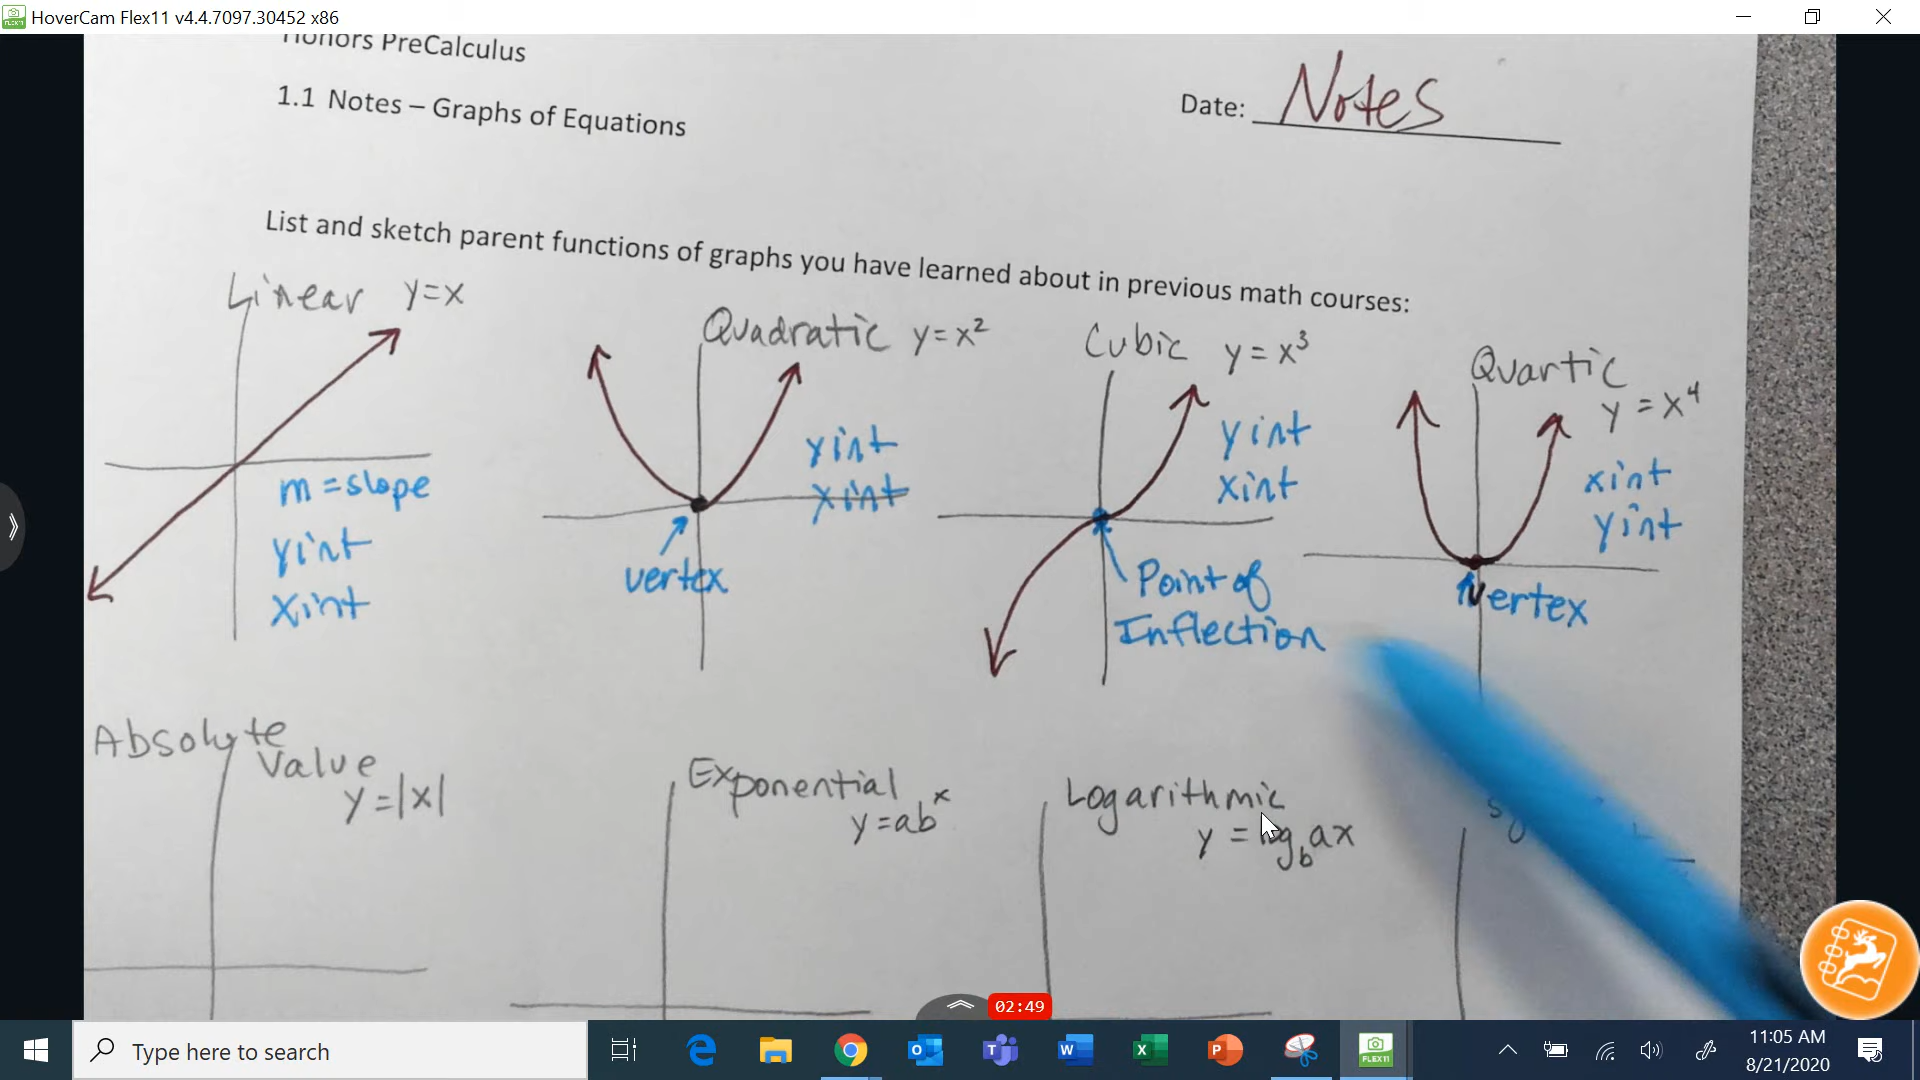 HoverCam Flex11 v4.4.7097.30452 x86
Honors PreCalculus
1.1 Notes – Graphs of Equations
Date: Notes
List and sketch parent functions of graphs you have learned about in previous math courses:
Linear y=x
m = slope
yint
xint
Quadratic y=x²
yint
xint
vertex
Cubic y = x³
yint
xint
Point of
Inflection
Quartic
y = x⁴
xint
yint
vertex
Absolute
Value
y=|x|
Exponential
y=abˣ
Logarithmic
y = log_b ax
02:49
Type here to search
FLEX11
11:05 AM
8/21/2020